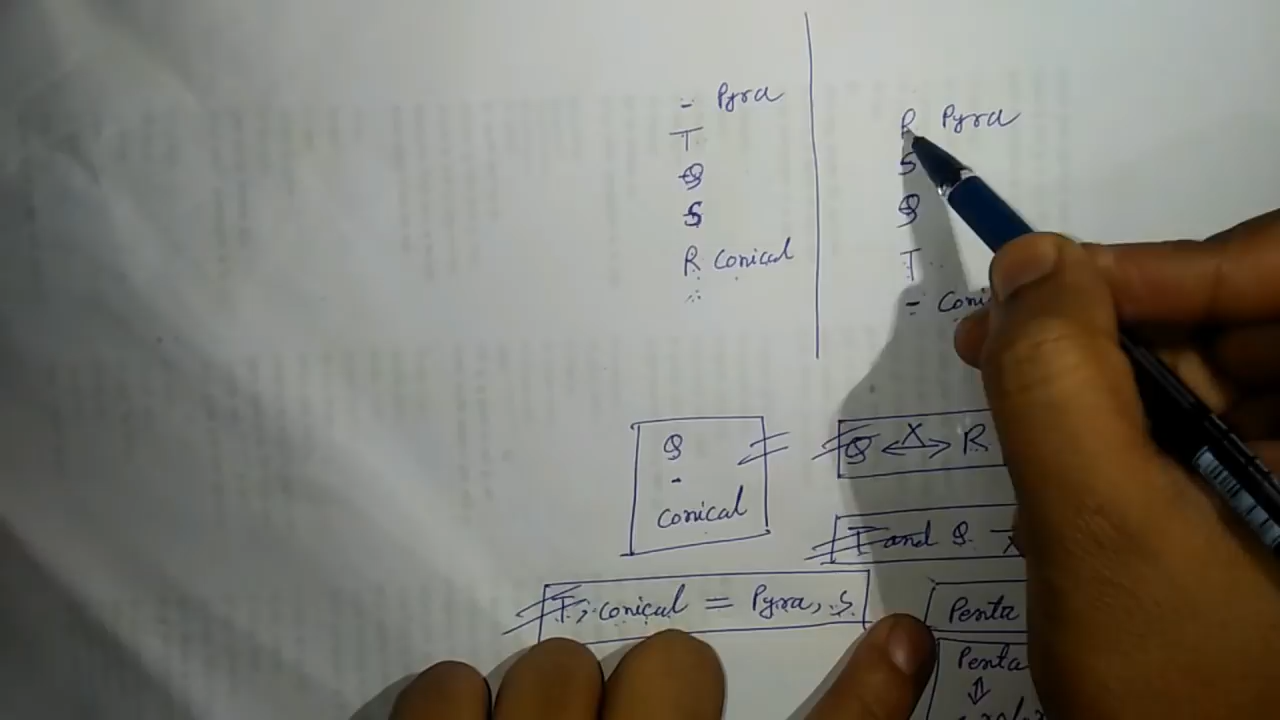 - Pyra
T
Q
S
R Conical
R Pyra
S
Q
T
- Coni
Q
-
Conical
Q ↔ R
X
T and Q
T, Conical = Pyra, S
Penta
Penta